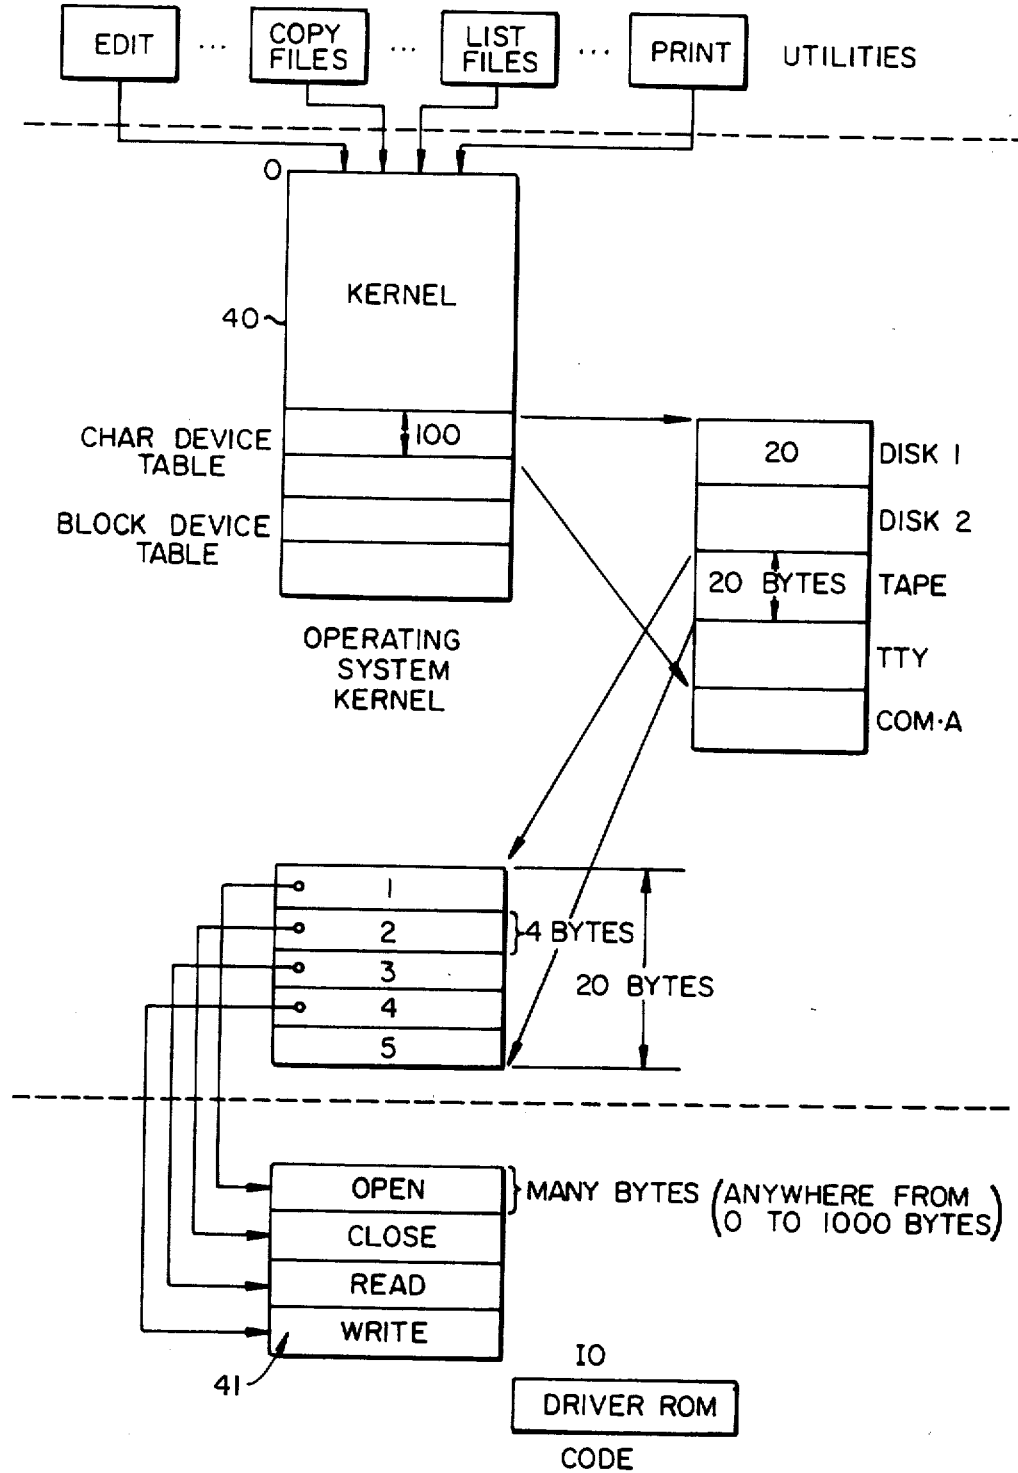 EDIT ... COPY FILES ... LIST FILES ... PRINT UTILITIES
0
KERNEL
40
CHAR DEVICE
TABLE
100
BLOCK DEVICE
TABLE
OPERATING
SYSTEM
KERNEL
20 DISK 1
DISK 2
20 BYTES TAPE
TTY
COM·A
1
2
3
4
5
4 BYTES
20 BYTES
OPEN
CLOSE
READ
WRITE
MANY BYTES (ANYWHERE FROM
0 TO 1000 BYTES)
41
IO
DRIVER ROM
CODE